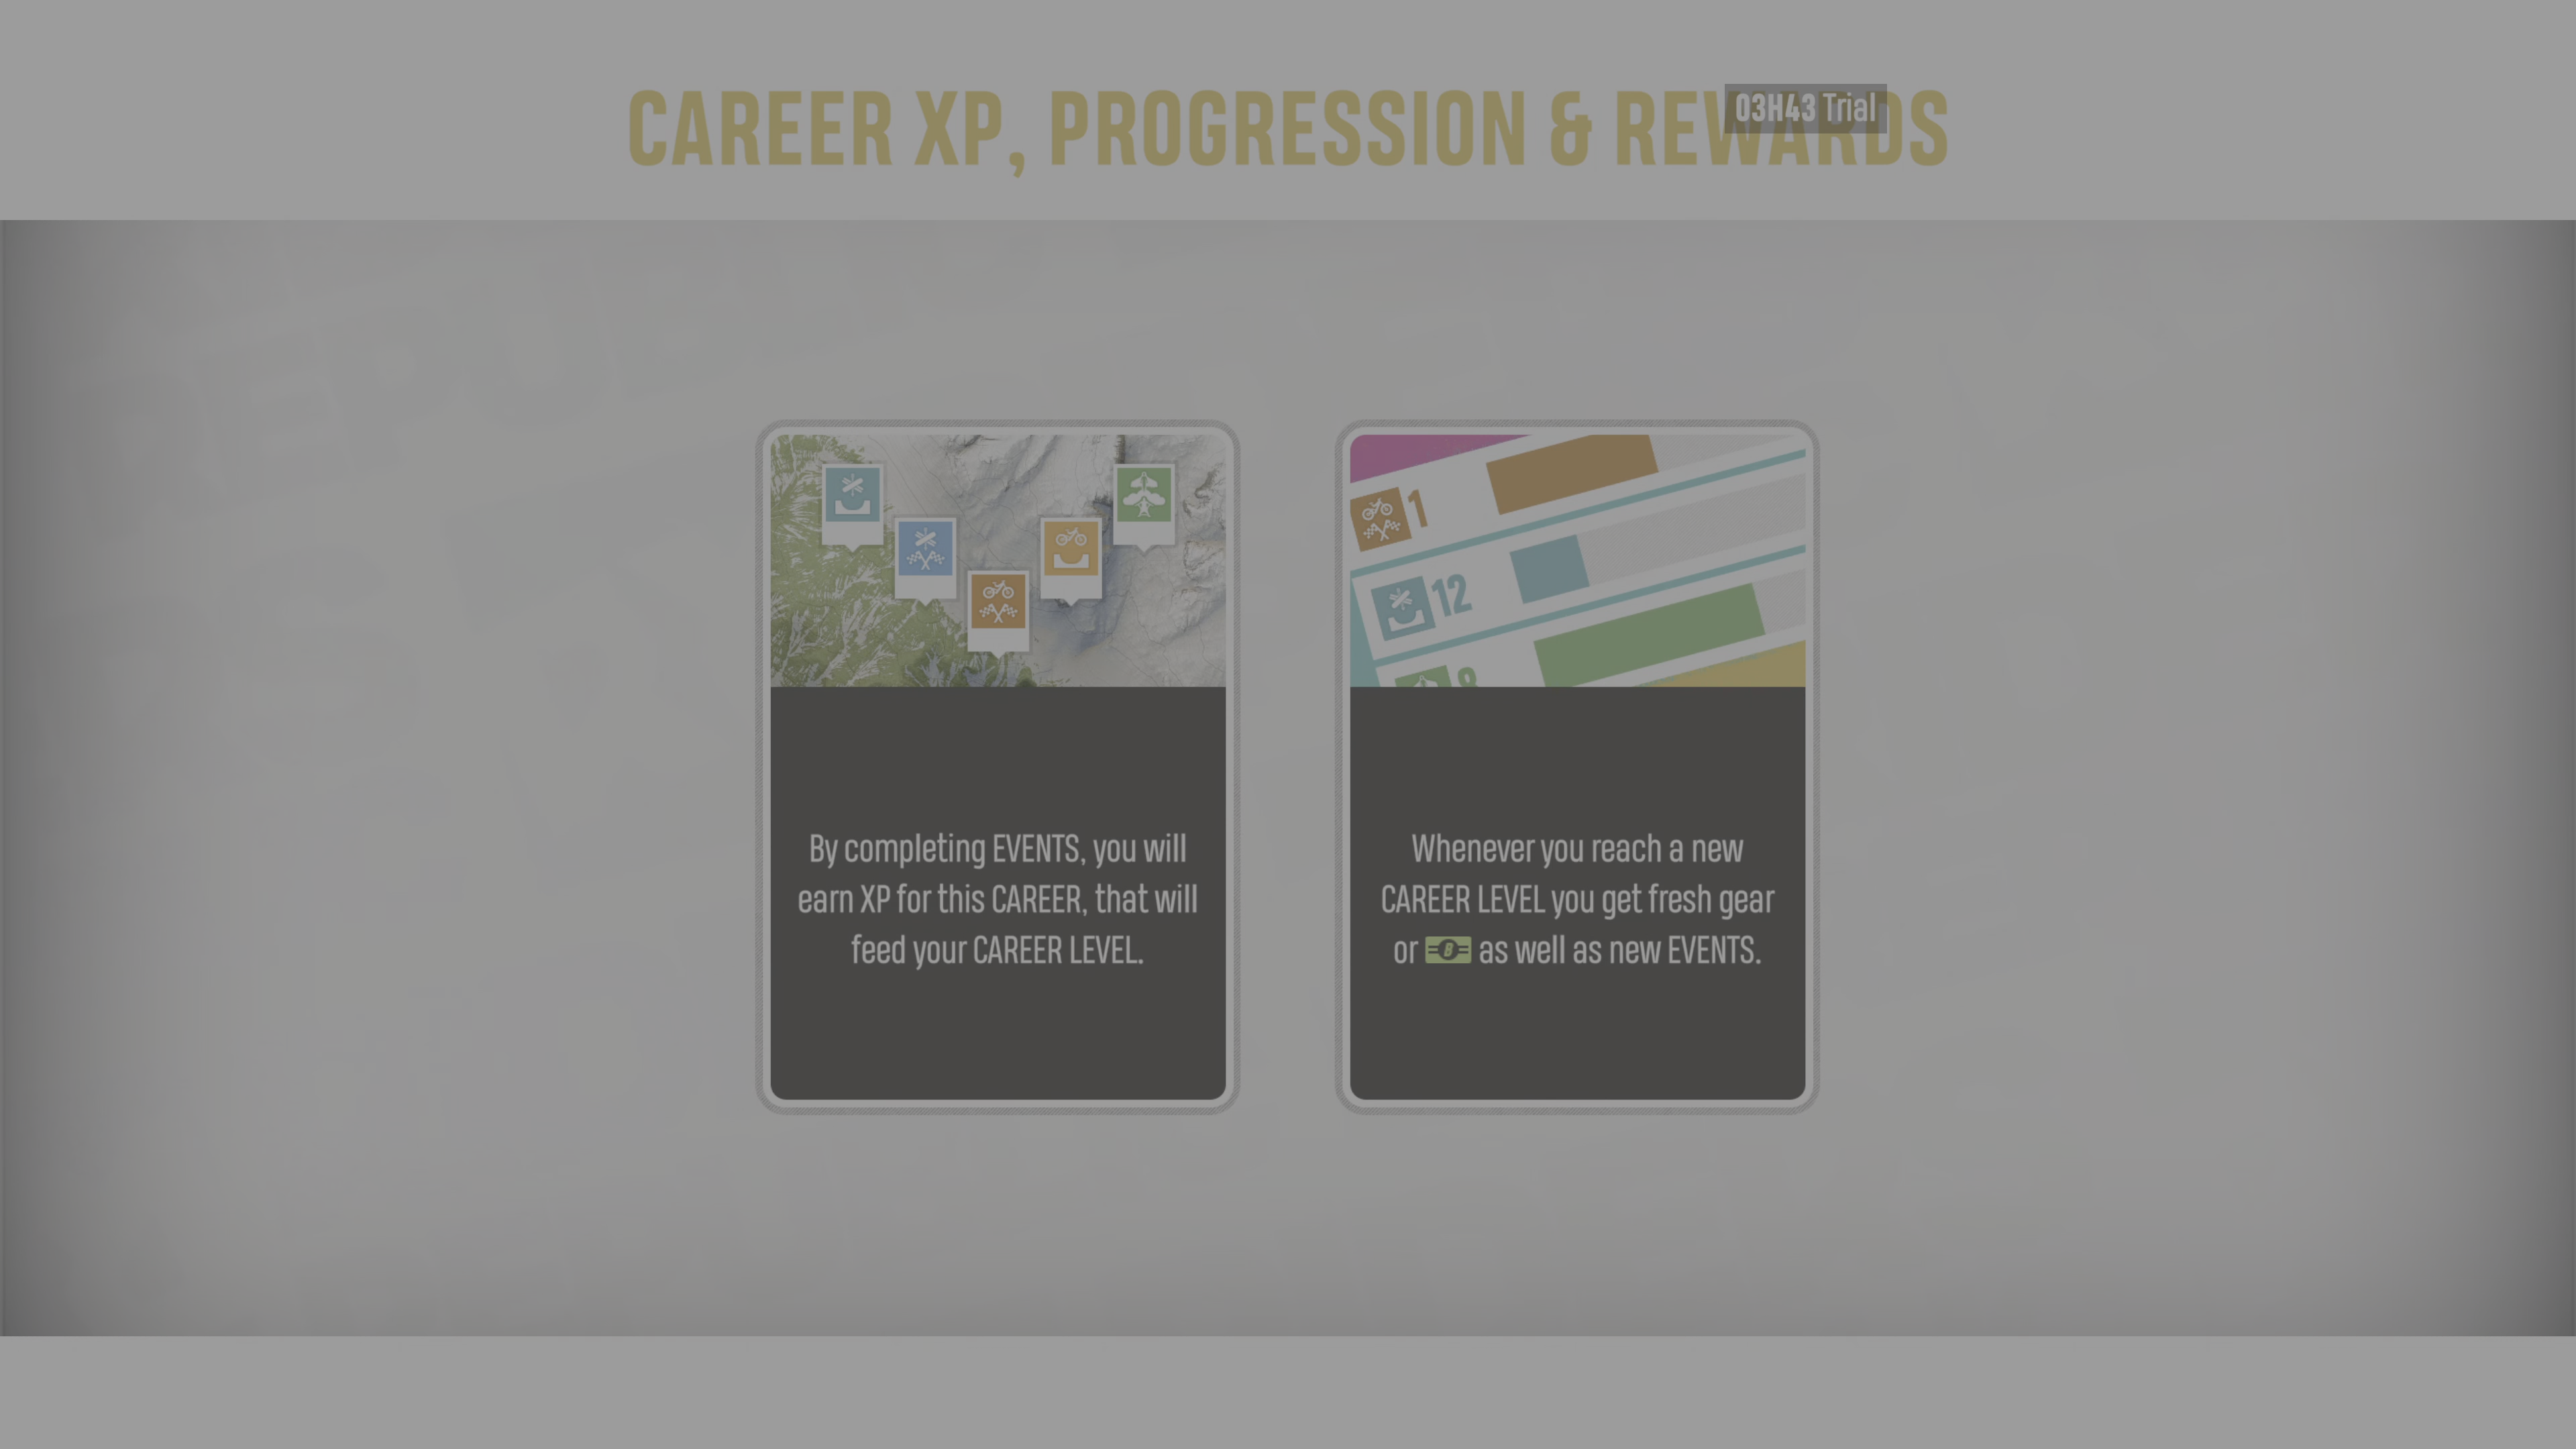 CAREER XP, PROGRESSION & REWARDS
03H43 Trial
1
12
8
By completing EVENTS, you will
earn XP for this CAREER, that will
feed your CAREER LEVEL.
Whenever you reach a new
CAREER LEVEL you get fresh gear
or B as well as new EVENTS.